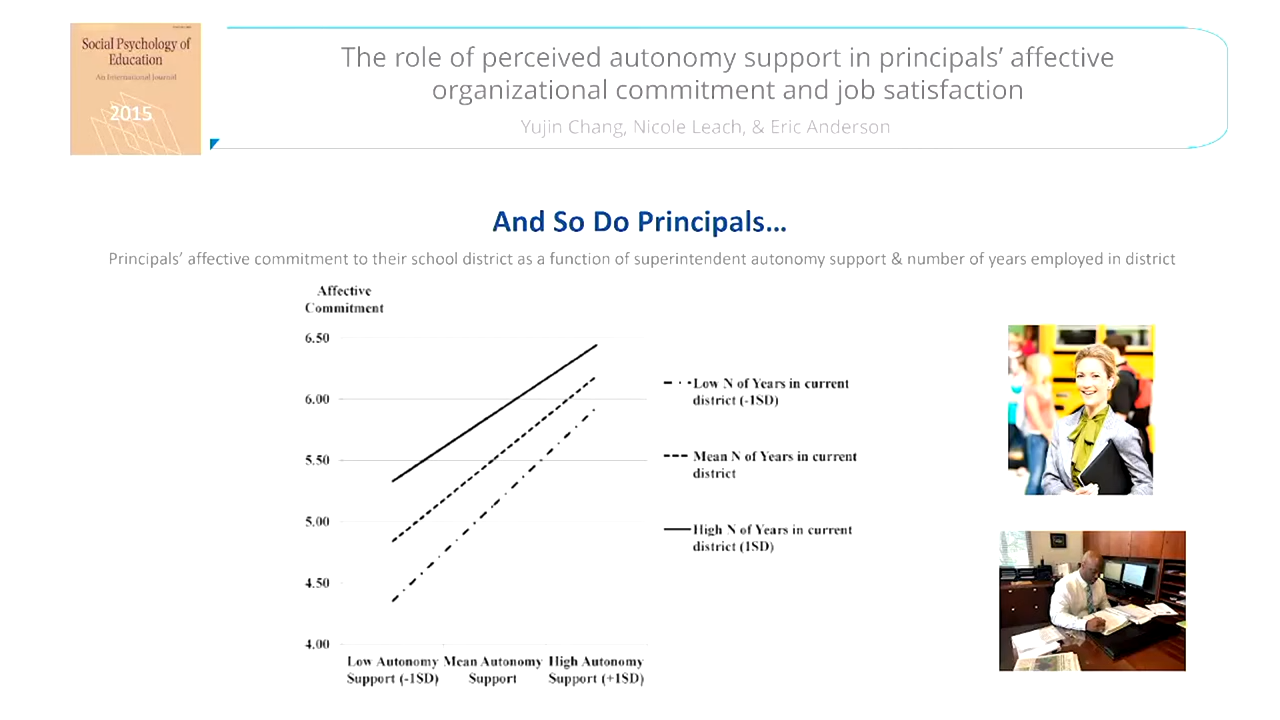 Social Psychology of
Education
An International Journal
2015
The role of perceived autonomy support in principals’ affective
organizational commitment and job satisfaction
Yujin Chang, Nicole Leach, & Eric Anderson
And So Do Principals…
Principals’ affective commitment to their school district as a function of superintendent autonomy support & number of years employed in district
Affective
Commitment
6.50
6.00
5.50
5.00
4.50
4.00
Low Autonomy Support (-1SD)
Mean Autonomy Support
High Autonomy Support (+1SD)
Low N of Years in current
district (-1SD)
Mean N of Years in current
district
High N of Years in current
district (1SD)